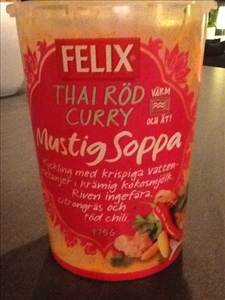 FELIX
THAI RÖD
CURRY
VÄRM
OCH ÄT!
Mustig Soppa
Kyckling med krispiga vatten-
kastanjer i krämig kokosmjölk.
Riven ingefära,
citrongräs och
röd chili.
475 G